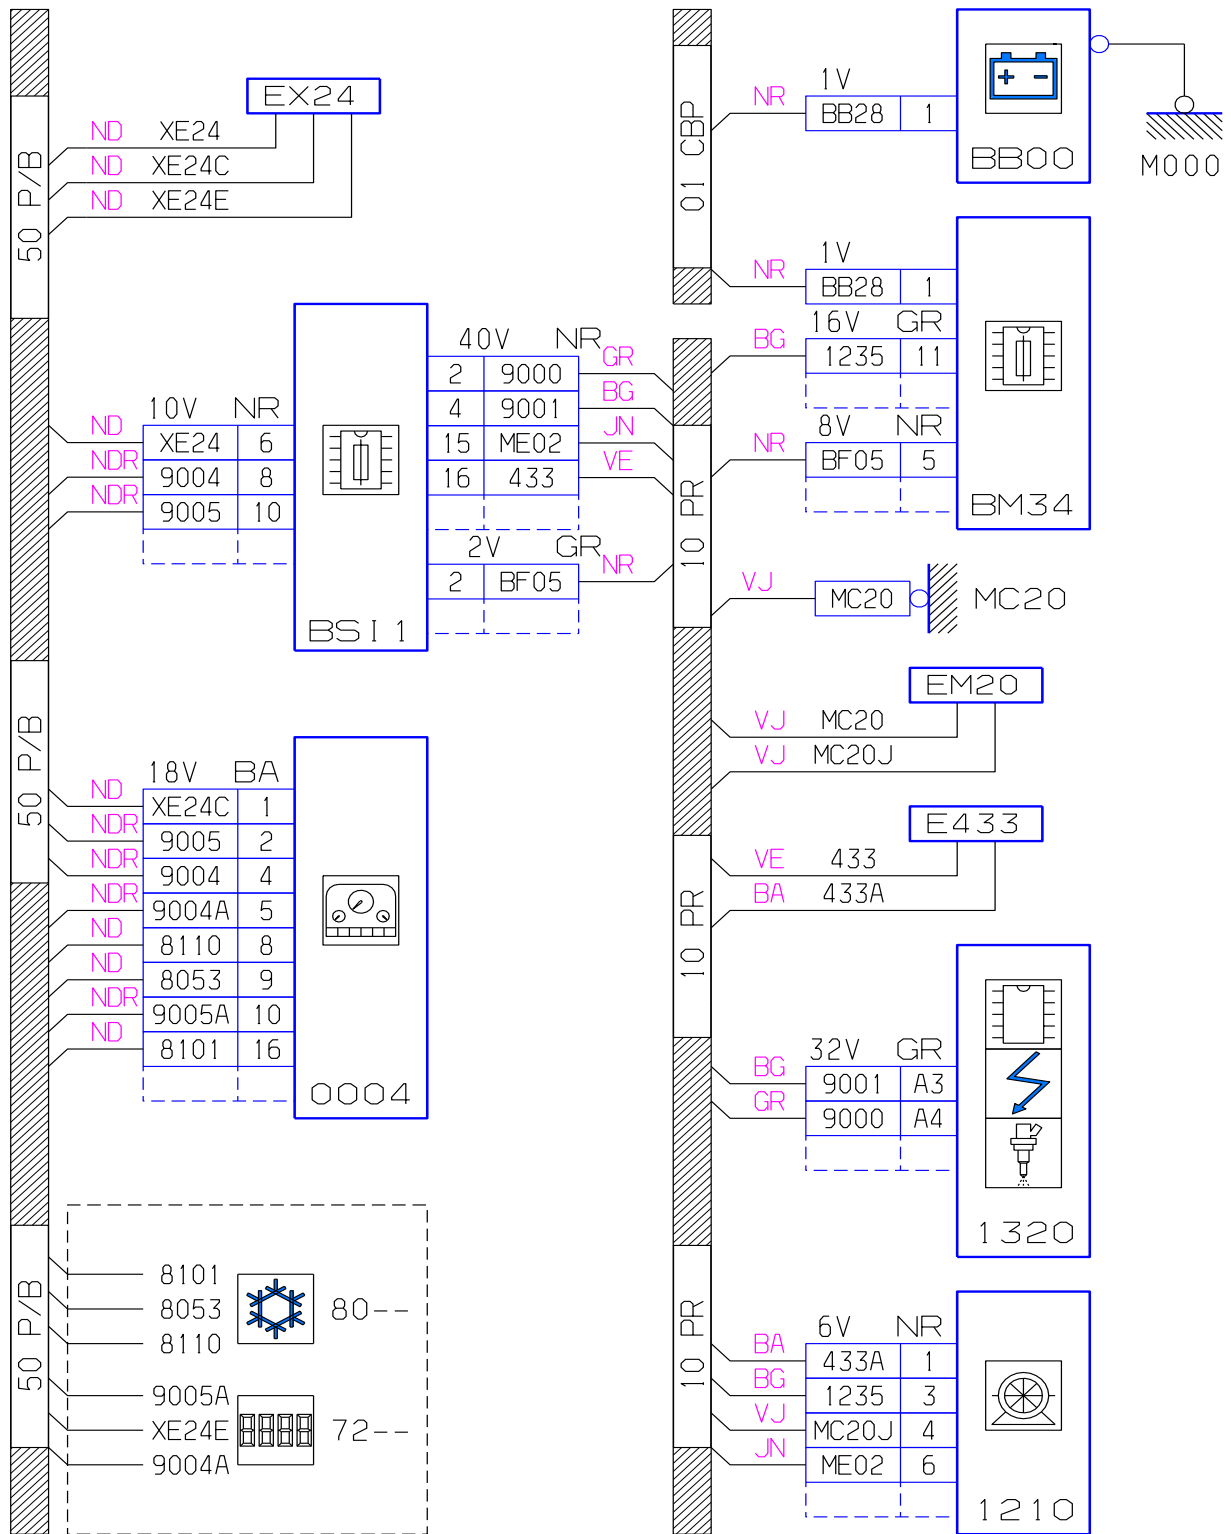 EX24
ND XE24
ND XE24C
ND XE24E
50 P/B
10V NR
ND XE24 6
NDR 9004 8
NDR 9005 10
BSI1
40V NR
2 9000 GR
4 9001 BG
15 ME02 JN
16 433 VE
2V GR
2 BF05 NR
50 P/B
18V BA
ND XE24C 1
NDR 9005 2
NDR 9004 4
NDR 9004A 5
ND 8110 8
ND 8053 9
NDR 9005A 10
ND 8101 16
0004
50 P/B
8101
8053 80--
8110
9005A
XE24E 72--
9004A
01 CBP
1V
NR BB28 1
+ -
BB00
M000
1V
NR BB28 1
16V GR
BG 1235 11
8V NR
NR BF05 5
BM34
10 PR
VJ MC20 MC20
EM20
VJ MC20
VJ MC20J
E433
VE 433
BA 433A
10 PR
32V GR
BG 9001 A3
GR 9000 A4
1320
10 PR
6V NR
BA 433A 1
BG 1235 3
VJ MC20J 4
JN ME02 6
1210